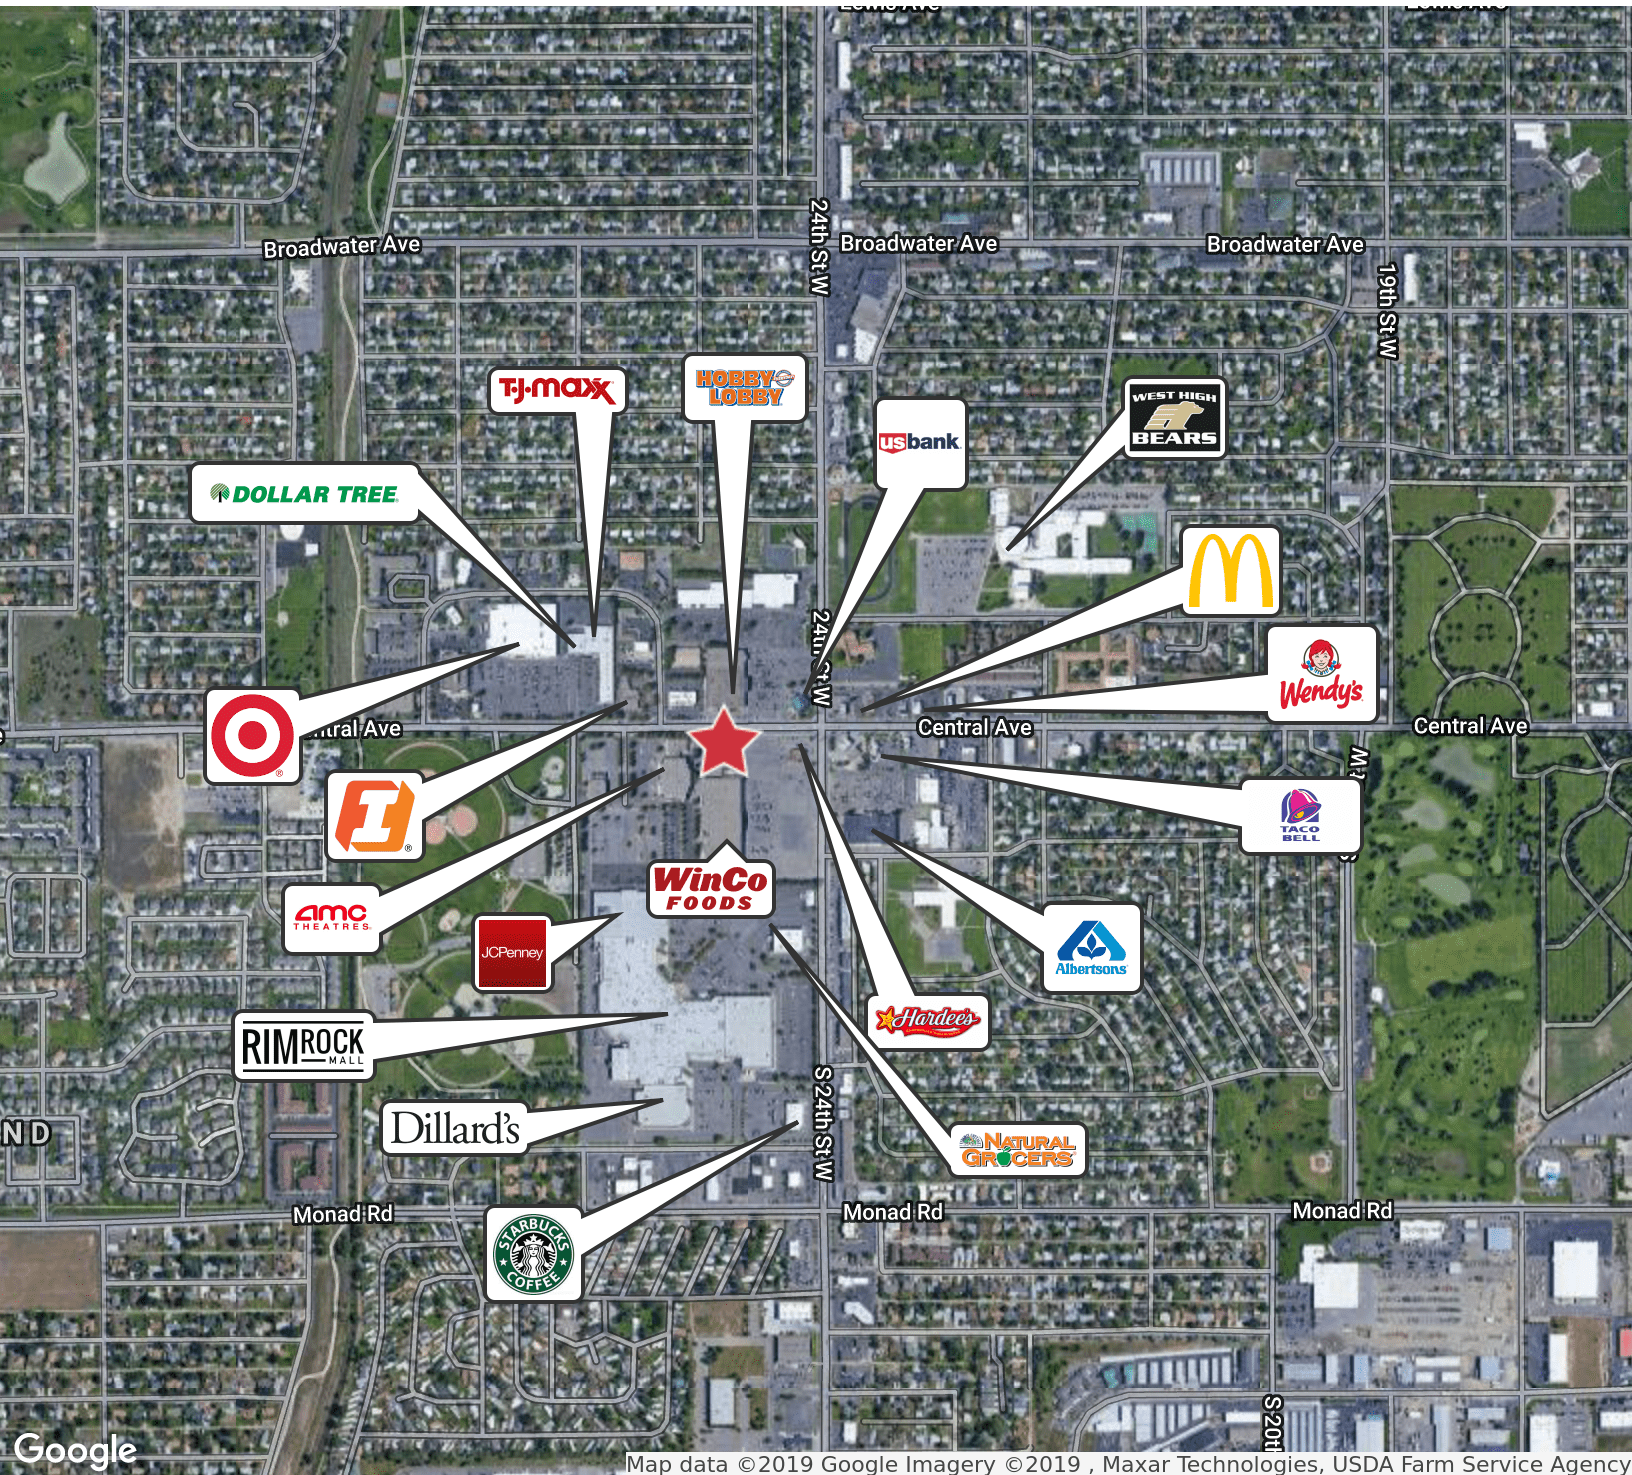 Broadwater Ave
24th St W
Broadwater Ave
Broadwater Ave
19th St W
T·J·maxx
HOBBY
LOBBY
WEST HIGH
BEARS
usbank
DOLLAR TREE
24th St W
Wendy's
Central Ave
Central Ave
TACO
BELL
WinCo
FOODS
amc
THEATRES
JCPenney
Albertsons
Hardee's
RIMROCK
MALL
S 24th St W
Dillard's
ND
NATURAL
GROCERS
Monad Rd
Monad Rd
Monad Rd
STARBUCKS
COFFEE
Google
Map data ©2019 Google Imagery ©2019 , Maxar Technologies, USDA Farm Service Agency